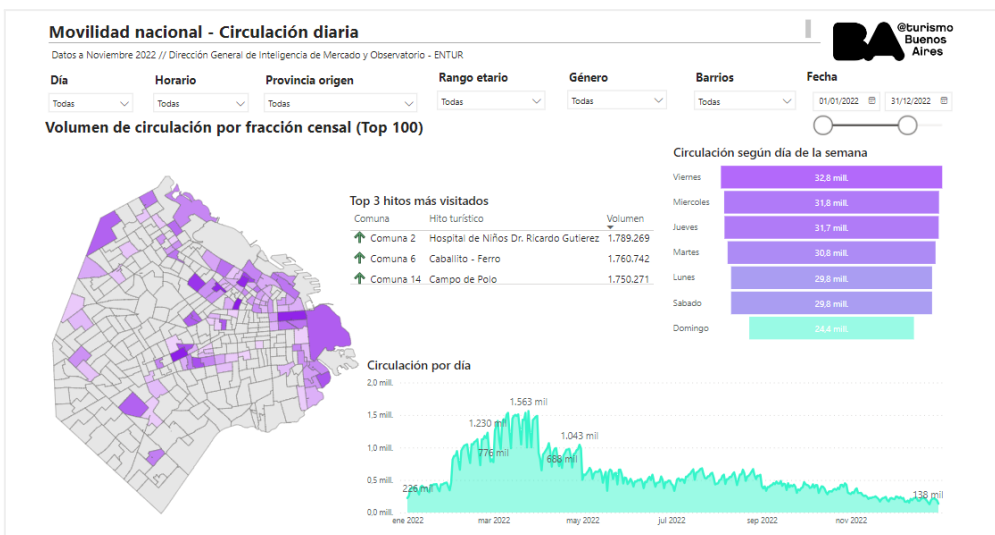 Movilidad nacional - Circulación diaria
@turismo
Buenos
Aires
BA
Datos a Noviembre 2022 // Dirección General de Inteligencia de Mercado y Observatorio - ENTUR
Día
Horario
Provincia origen
Rango etario
Género
Barrios
Fecha
Todas
Todas
Todas
Todas
Todas
Todas
01/01/2022
31/12/2022
Volumen de circulación por fracción censal (Top 100)
Circulación según día de la semana
Viernes 32,8 mill.
Miercoles 31,8 mill.
Jueves 31,7 mill.
Martes 30,8 mill.
Lunes 29,8 mill.
Sabado 29,8 mill.
Domingo 24,4 mill.
Top 3 hitos más visitados
Comuna Hito turístico Volumen
Comuna 2 Hospital de Niños Dr. Ricardo Gutierez 1.789.269
Comuna 6 Caballito - Ferro 1.760.742
Comuna 14 Campo de Polo 1.750.271
Circulación por día
2,0 mill.
1,5 mill.
1,0 mill.
0,5 mill.
0,0 mill.
226 mil
1.230 mil
776 mil
1.563 mil
688 mil
1.043 mil
138 mil
ene 2022
mar 2022
may 2022
jul 2022
sep 2022
nov 2022